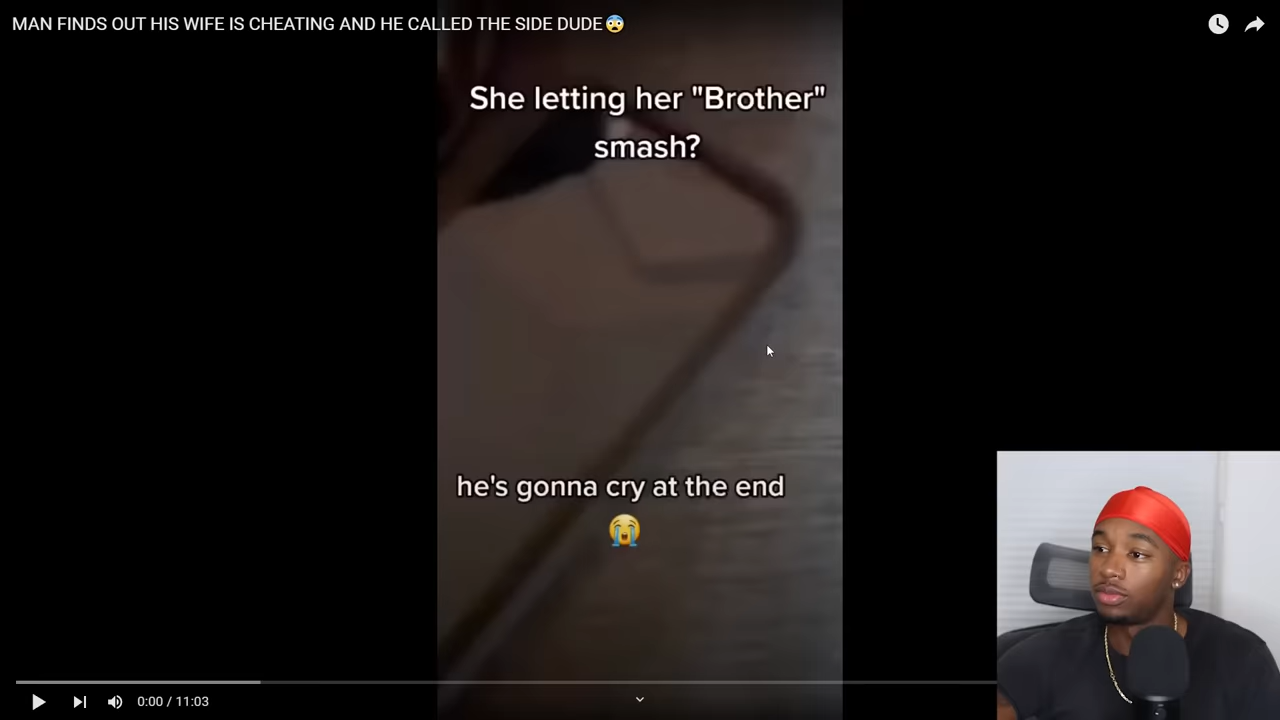 MAN FINDS OUT HIS WIFE IS CHEATING AND HE CALLED THE SIDE DUDE😨
She letting her "Brother"
smash?
he's gonna cry at the end
😭
0:00 / 11:03